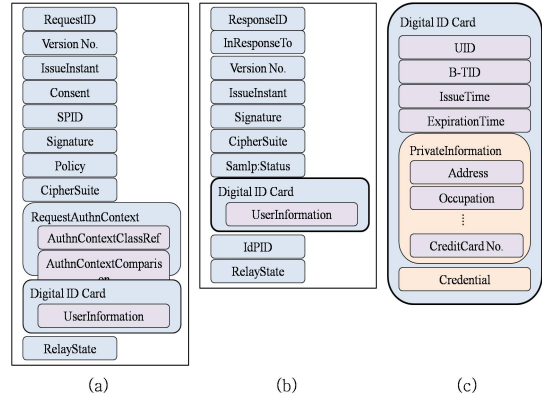 RequestID
Version No.
IssueInstant
Consent
SPID
Signature
Policy
CipherSuite
RequestAuthnContext
AuthnContextClassRef
AuthnContextComparis
on
Digital ID Card
UserInformation
RelayState
(a)
ResponseID
InResponseTo
Version No.
IssueInstant
Signature
CipherSuite
Samlp:Status
Digital ID Card
UserInformation
IdPID
RelayState
(b)
Digital ID Card
UID
B-TID
IssueTime
ExpirationTime
PrivateInformation
Address
Occupation
⋮
CreditCard No.
Credential
(c)